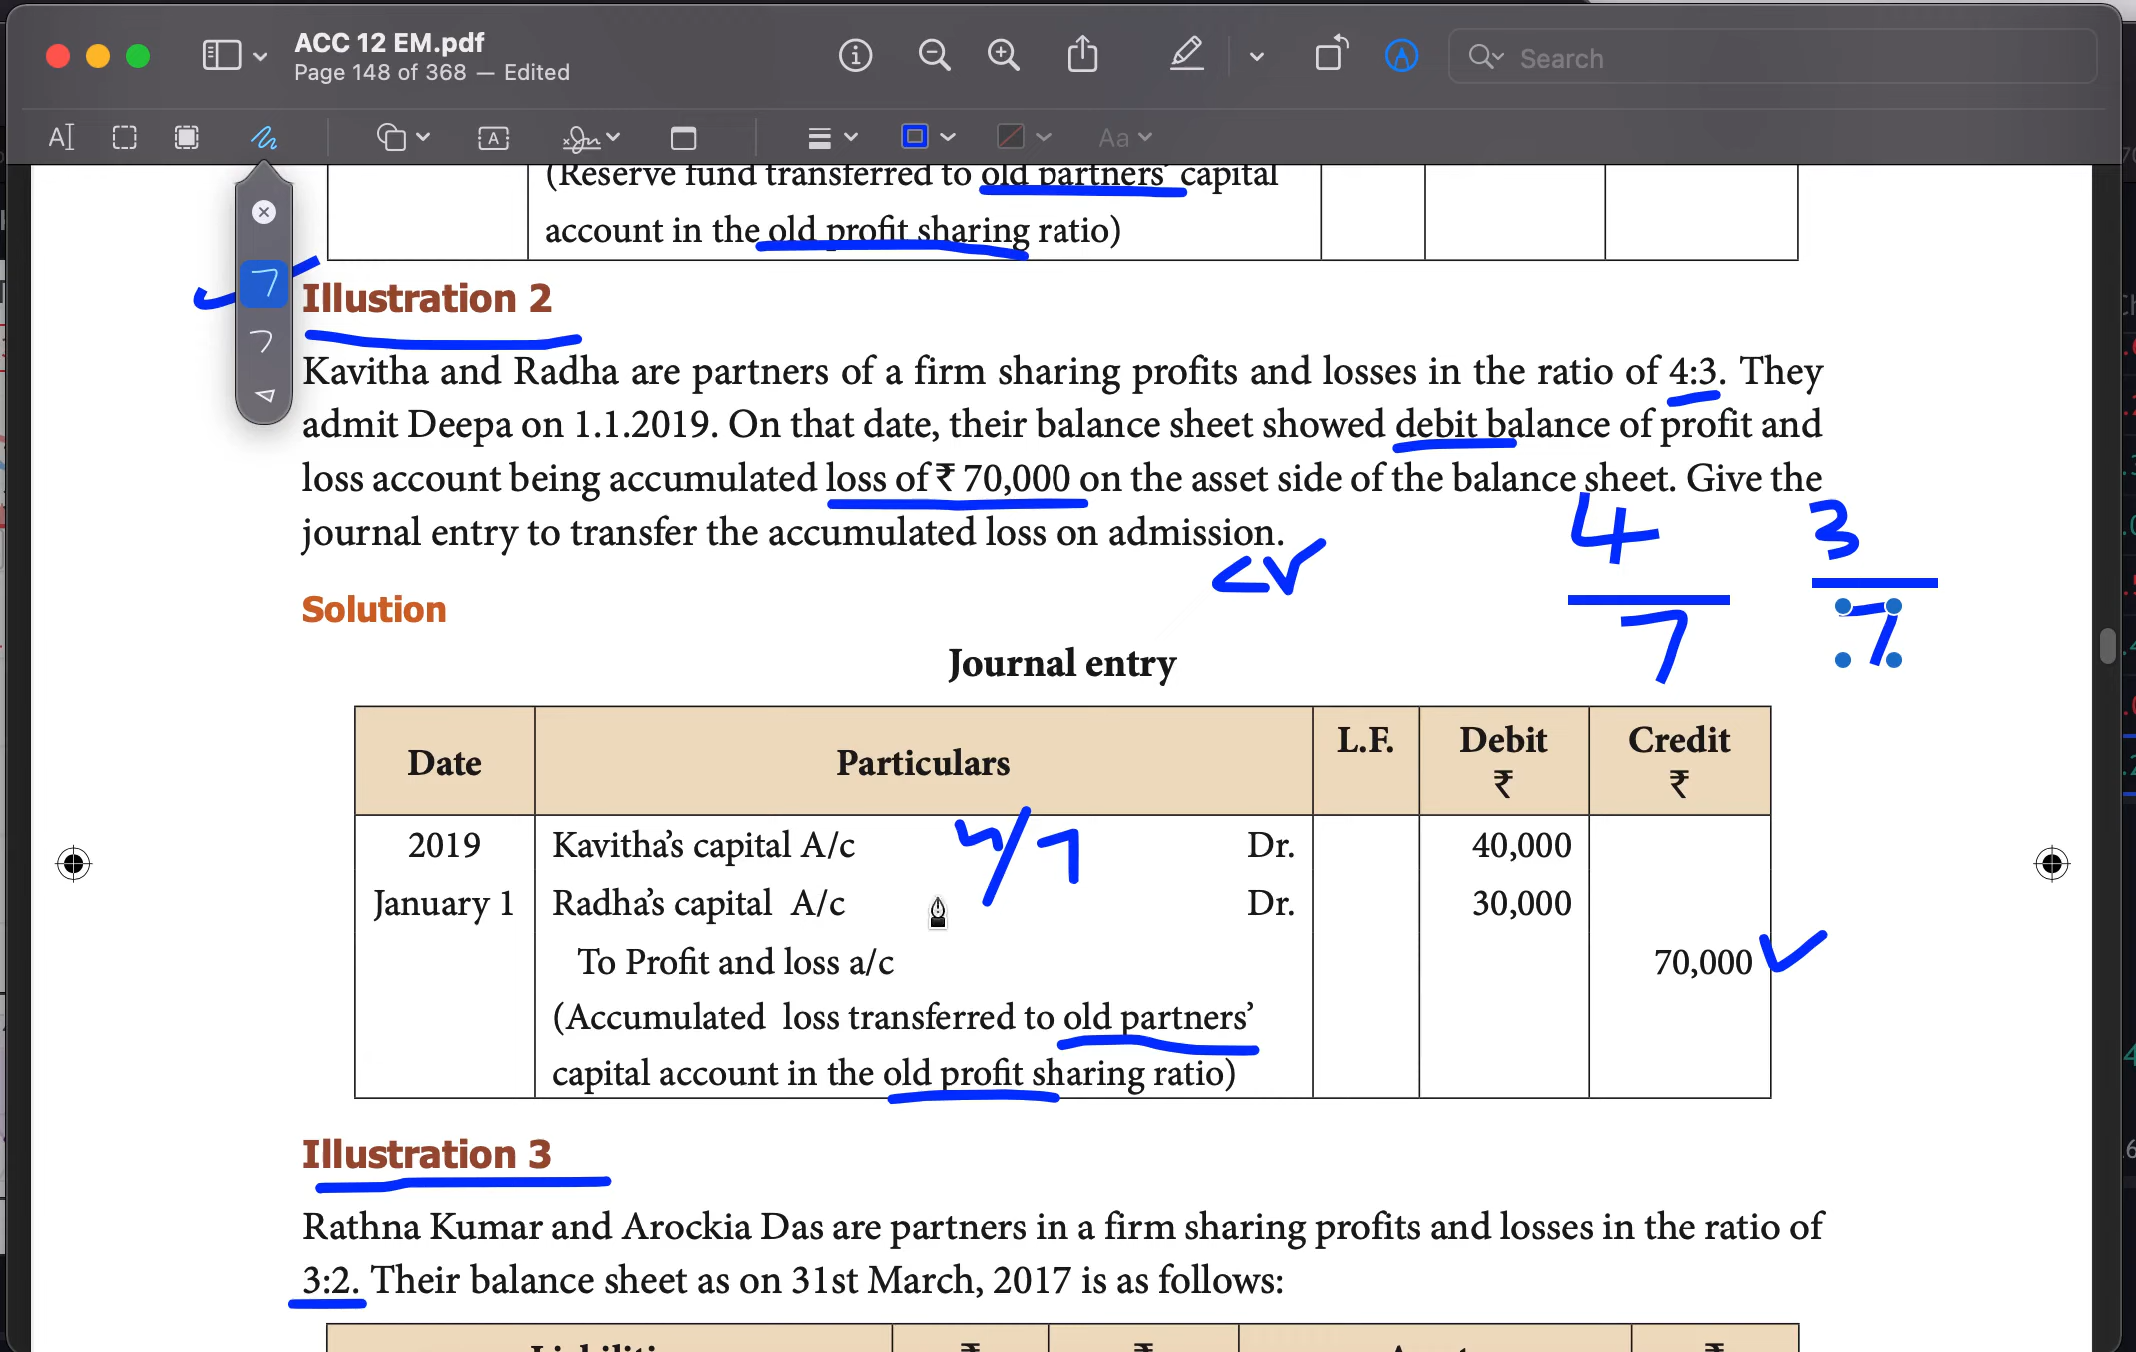 ACC 12 EM.pdf
Page 148 of 368 — Edited
Search
Aa
(Reserve fund transferred to old partners’ capital
account in the old profit sharing ratio)
Illustration 2
Kavitha and Radha are partners of a firm sharing profits and losses in the ratio of 4:3. They
admit Deepa on 1.1.2019. On that date, their balance sheet showed debit balance of profit and
loss account being accumulated loss of ₹ 70,000 on the asset side of the balance sheet. Give the
journal entry to transfer the accumulated loss on admission.
4 3
7 7
Solution
Journal entry
Date Particulars L.F. Debit ₹ Credit ₹
2019 Kavitha’s capital A/c 4/7 Dr. 40,000
January 1 Radha’s capital A/c Dr. 30,000
To Profit and loss a/c 70,000
(Accumulated loss transferred to old partners’
capital account in the old profit sharing ratio)
Illustration 3
Rathna Kumar and Arockia Das are partners in a firm sharing profits and losses in the ratio of
3:2. Their balance sheet as on 31st March, 2017 is as follows: